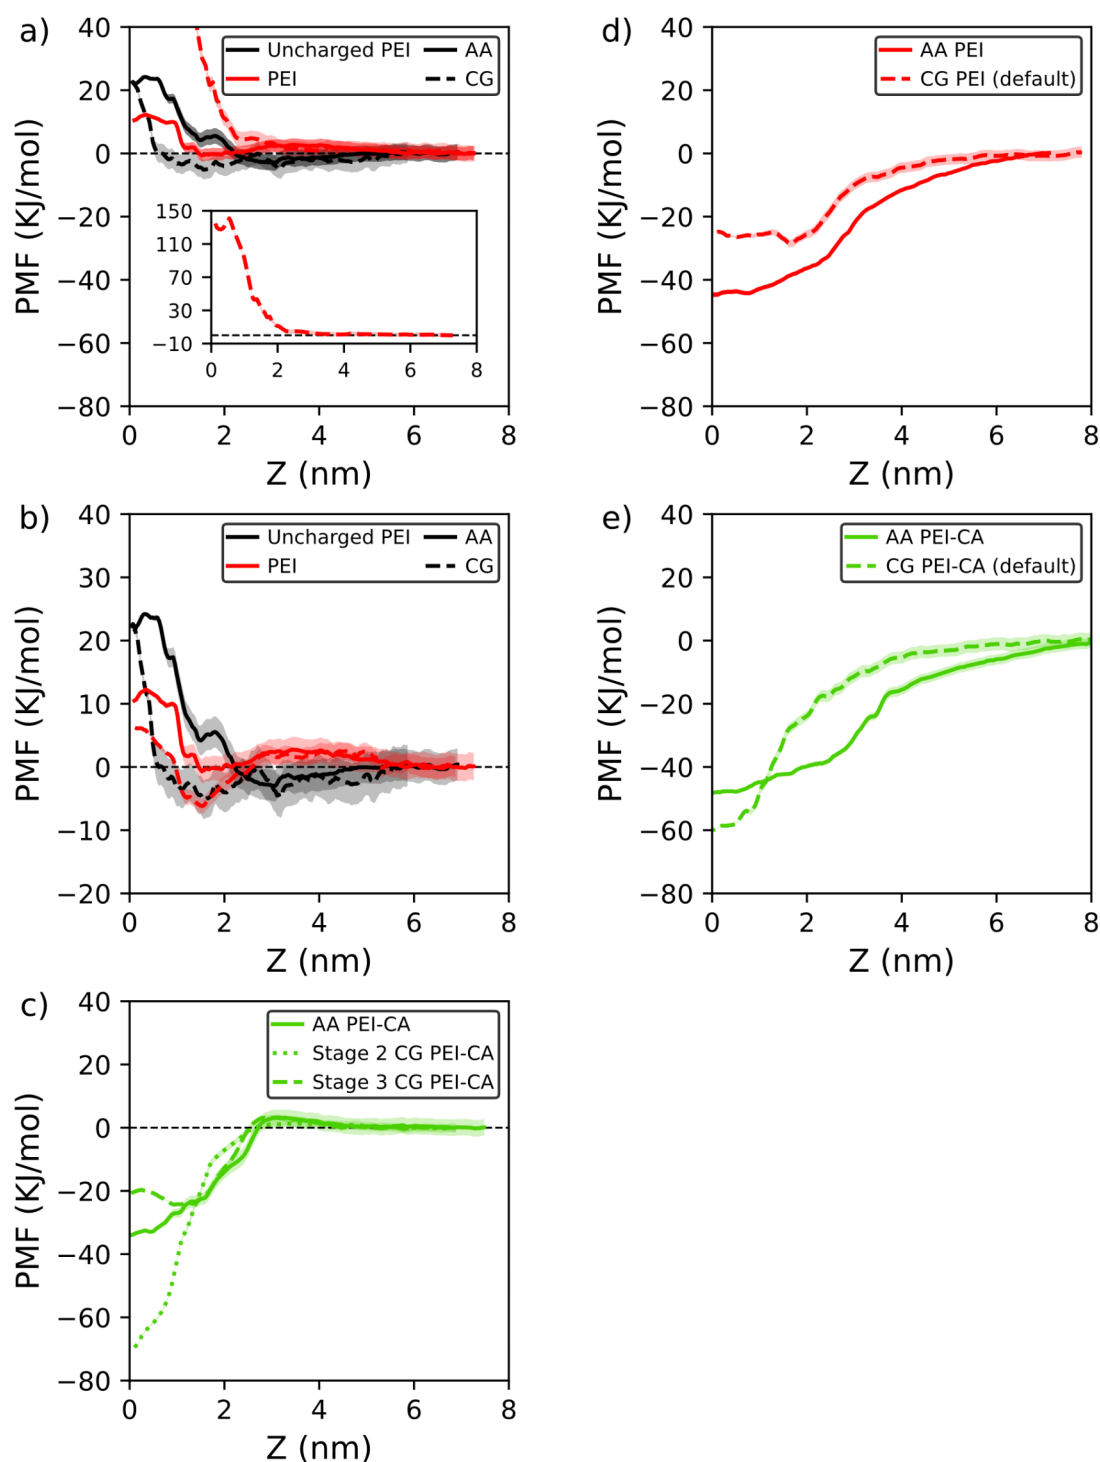 a)
40
20
0
−20
−40
−60
−80
PMF (KJ/mol)
Uncharged PEI
AA
PEI
CG
150
110
70
30
−10
0 2 4 6 8
0 2 4 6 8
Z (nm)
d)
40
20
0
−20
−40
−60
−80
PMF (KJ/mol)
AA PEI
CG PEI (default)
0 2 4 6 8
Z (nm)
b)
40
30
20
10
0
−10
−20
PMF (KJ/mol)
Uncharged PEI
AA
PEI
CG
0 2 4 6 8
Z (nm)
e)
40
20
0
−20
−40
−60
−80
PMF (KJ/mol)
AA PEI-CA
CG PEI-CA (default)
0 2 4 6 8
Z (nm)
c)
40
20
0
−20
−40
−60
−80
PMF (KJ/mol)
AA PEI-CA
Stage 2 CG PEI-CA
Stage 3 CG PEI-CA
0 2 4 6 8
Z (nm)